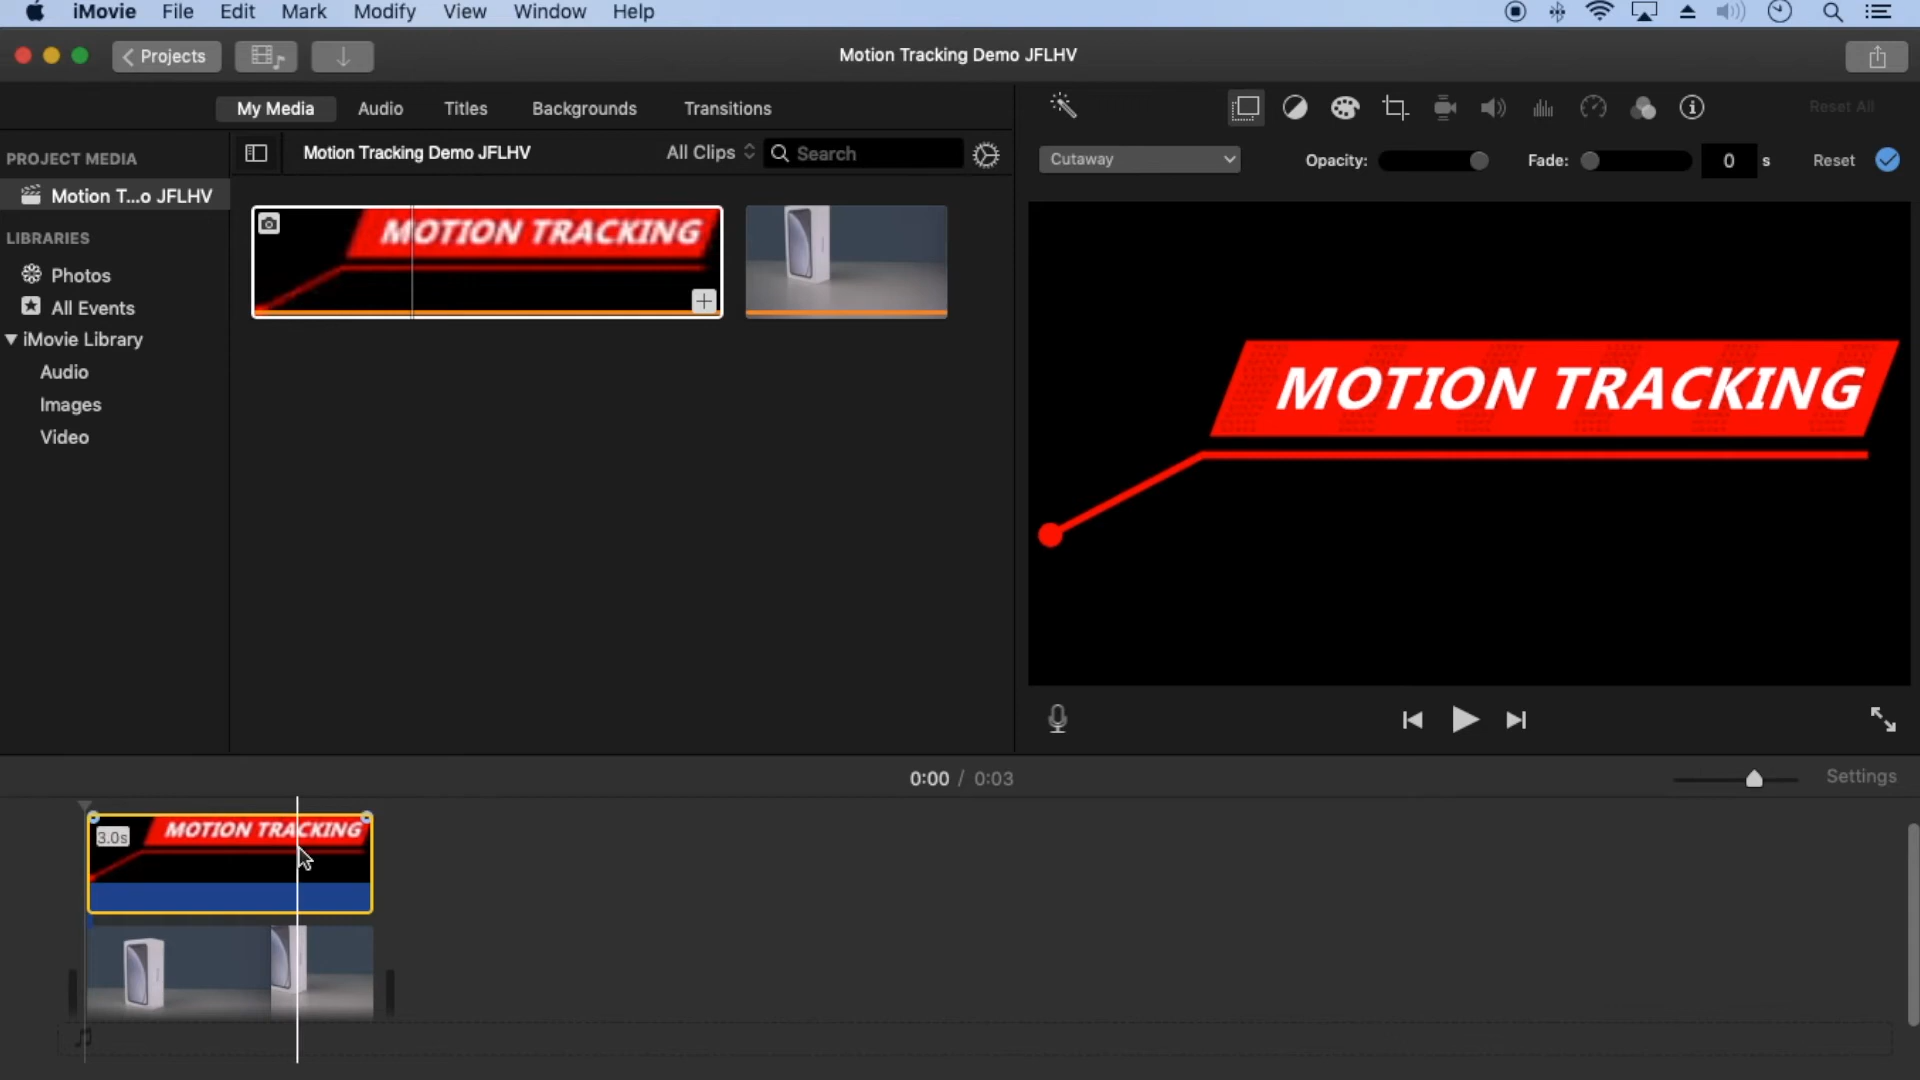 iMovie File Edit Mark Modify View Window Help
Projects
Motion Tracking Demo JFLHV
My Media Audio Titles Backgrounds Transitions
Reset All
PROJECT MEDIA
Motion Tracking Demo JFLHV
All Clips
Search
Cutaway
Opacity:
Fade:
0 s
Reset
Motion T...o JFLHV
LIBRARIES
Photos
All Events
iMovie Library
Audio
Images
Video
MOTION TRACKING
MOTION TRACKING
0:00 / 0:03
Settings
3.0s
MOTION TRACKING